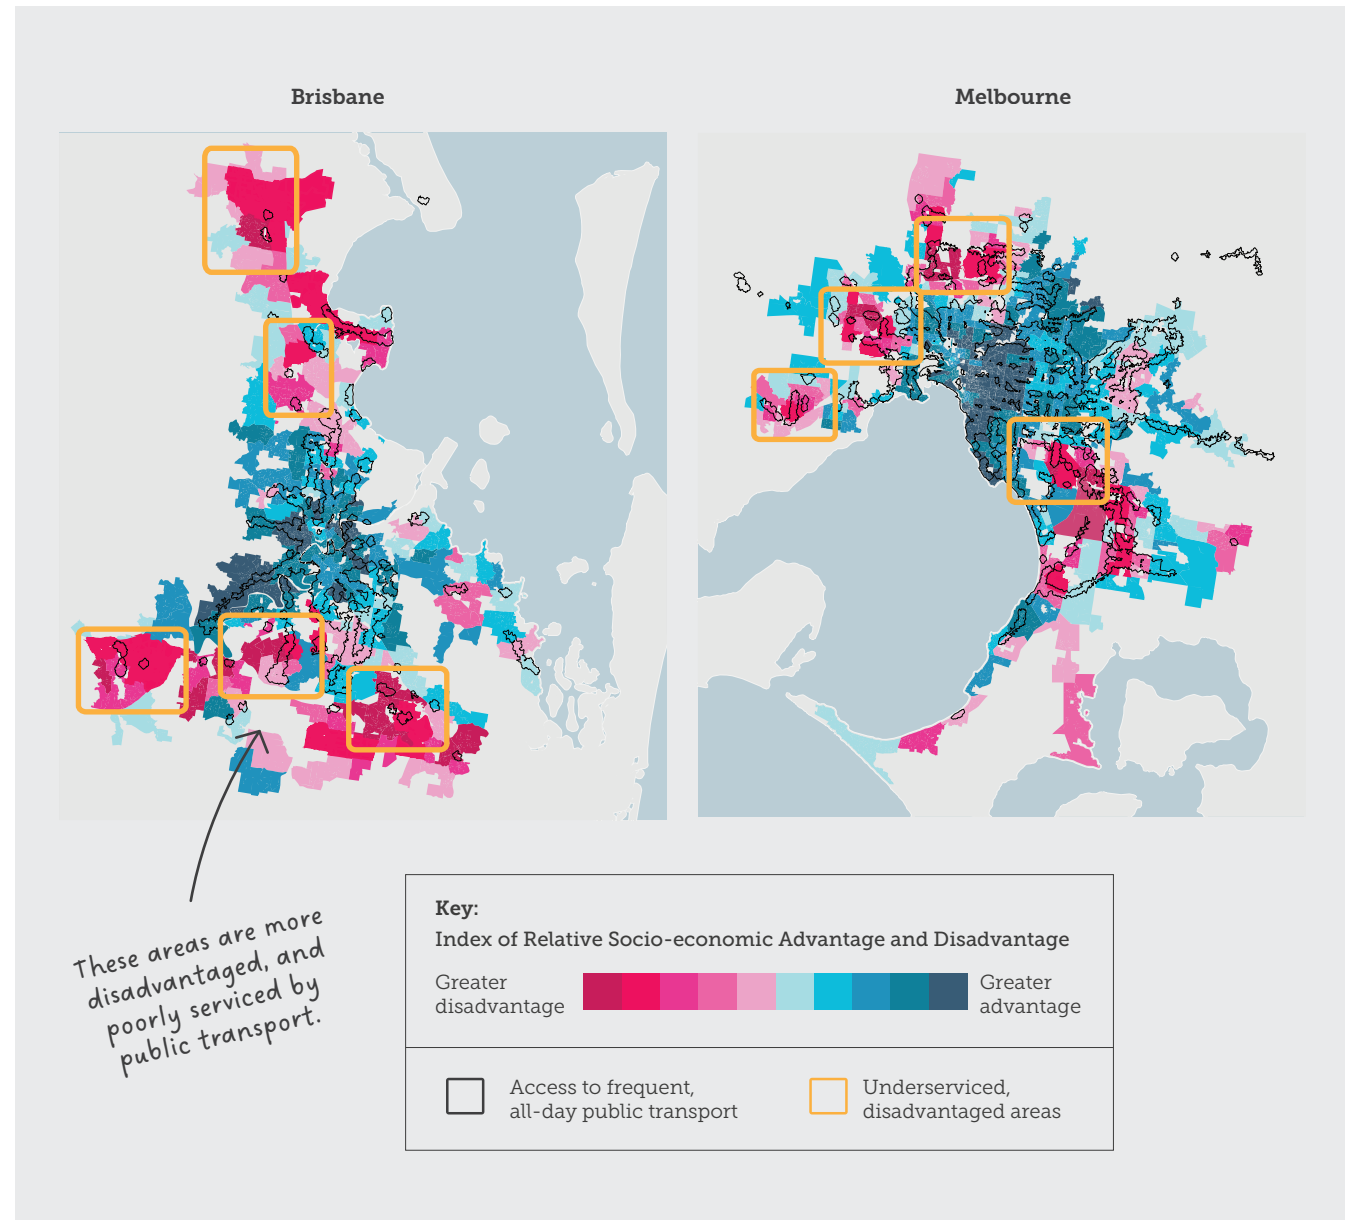 Brisbane
Melbourne
These areas are more
disadvantaged, and
poorly serviced by
public transport.
Key:
Index of Relative Socio-economic Advantage and Disadvantage
Greater
disadvantage
Greater
advantage
Access to frequent,
all-day public transport
Underserviced,
disadvantaged areas